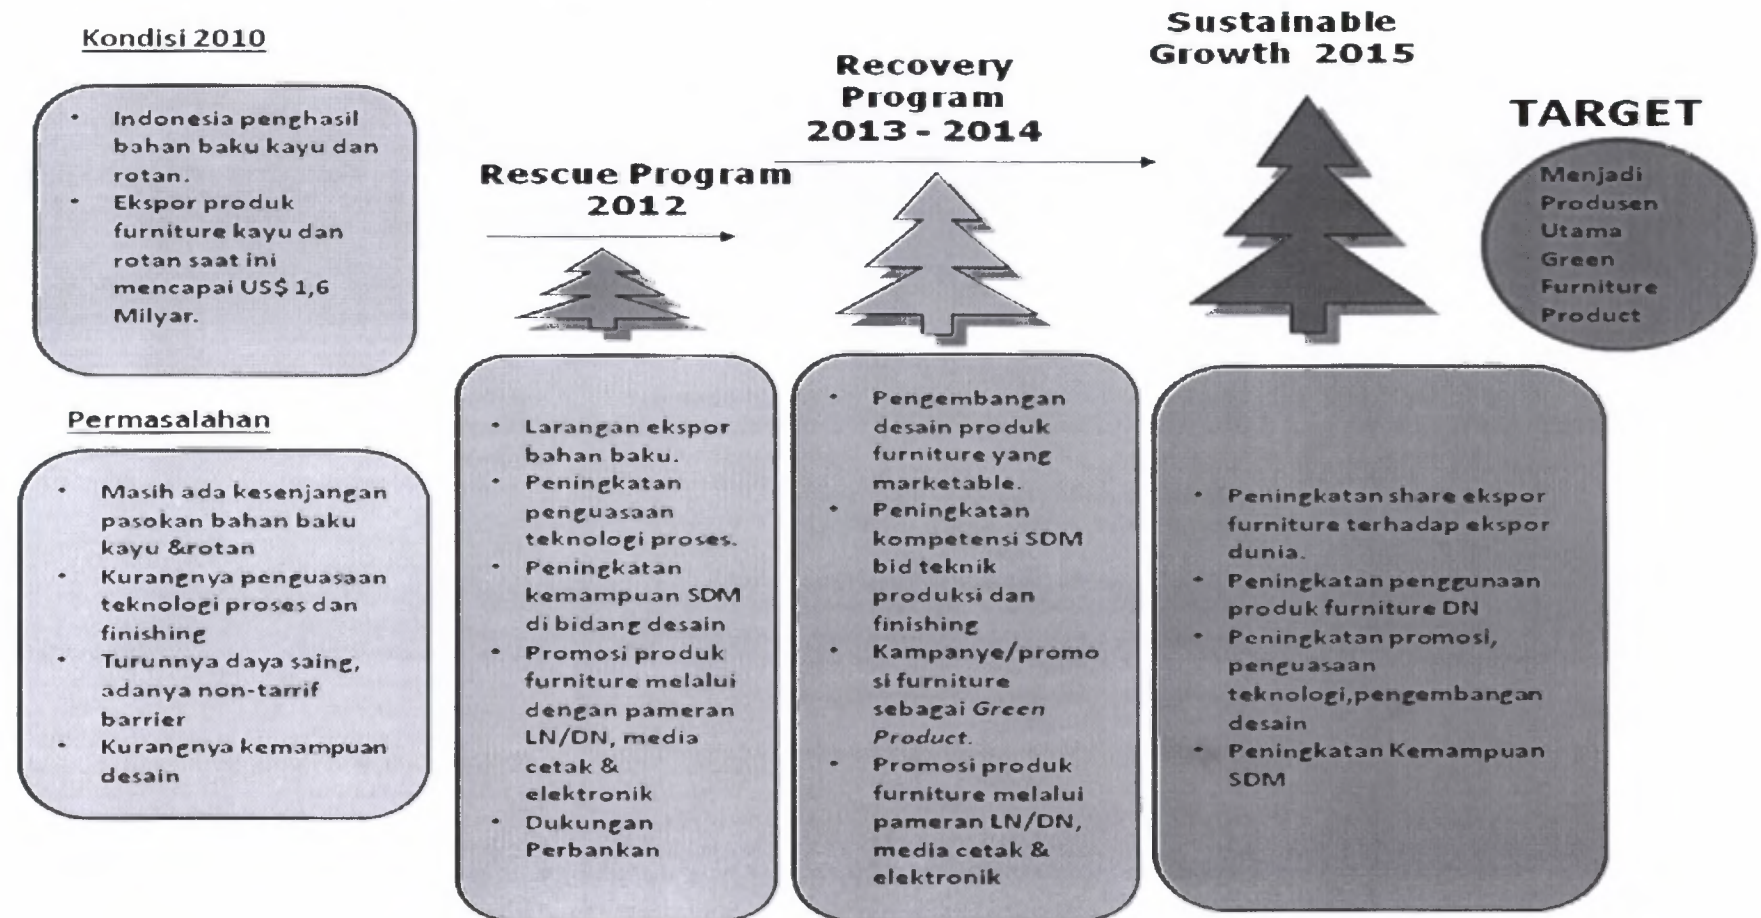 Kondisi 2010
• Indonesia penghasil
bahan baku kayu dan
rotan.
• Ekspor produk
furniture kayu dan
rotan saat ini
mencapai US$ 1,6
Milyar.
Permasalahan
• Masih ada kesenjangan
pasokan bahan baku
kayu &rotan
• Kurangnya penguasaan
teknologi proses dan
finishing
• Turunnya daya saing,
adanya non-tarrif
barrier
• Kurangnya kemampuan
desain
Rescue Program
2012
• Larangan ekspor
bahan baku.
• Peningkatan
penguasaan
teknologi proses.
• Peningkatan
kemampuan SDM
di bidang desain
• Promosi produk
furniture melalui
dengan pameran
LN/DN, media
cetak &
elektronik
• Dukungan
Perbankan
Recovery
Program
2013 - 2014
• Pengembangan
desain produk
furniture yang
marketable.
• Peningkatan
kompetensi SDM
bid teknik
produksi dan
finishing
• Kampanye/promo
si furniture
sebagai Green
Product.
• Promosi produk
furniture melalui
pameran LN/DN,
media cetak &
elektronik
Sustainable
Growth 2015
• Peningkatan share ekspor
furniture terhadap ekspor
dunia.
• Peningkatan penggunaan
produk furniture DN
• Peningkatan promosi,
penguasaan
teknologi,pengembangan
desain
• Peningkatan Kemampuan
SDM
TARGET
Menjadi
Produsen
Utama
Green
Furniture
Product